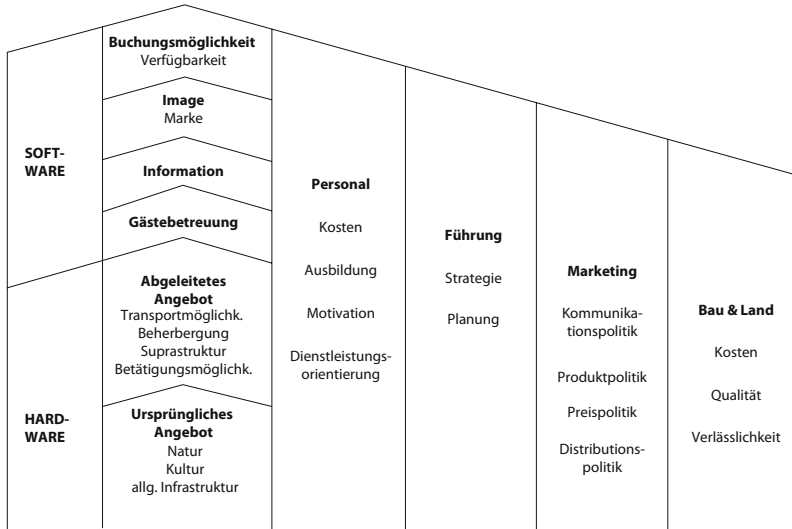 Buchungsmöglichkeit
Verfügbarkeit
Image
Marke
SOFT-
WARE
Information
Gästebetreuung
Abgeleitetes
Angebot
Transportmöglichk.
Beherbergung
Suprastruktur
Betätigungsmöglichk.
HARD-
WARE
Ursprüngliches
Angebot
Natur
Kultur
allg. Infrastruktur
Personal
Kosten
Ausbildung
Motivation
Dienstleistungs-
orientierung
Führung
Strategie
Planung
Marketing
Kommunika-
tionspolitik
Produktpolitik
Preispolitik
Distributions-
politik
Bau & Land
Kosten
Qualität
Verlässlichkeit